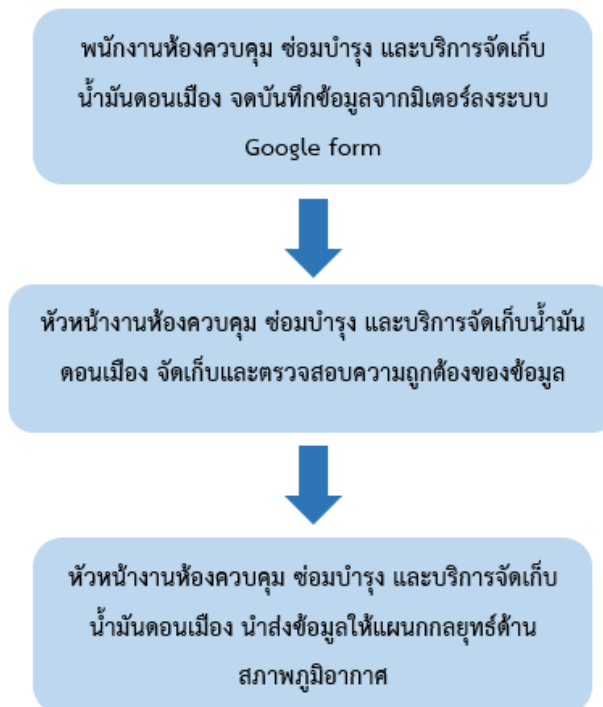 พนักงานห้องควบคุม ซ่อมบำรุง และบริการจัดเก็บ
น้ำมันดอนเมือง จดบันทึกข้อมูลจากมิเตอร์ลงระบบ
Google form
หัวหน้างานห้องควบคุม ซ่อมบำรุง และบริการจัดเก็บน้ำมัน
ดอนเมือง จัดเก็บและตรวจสอบความถูกต้องของข้อมูล
หัวหน้างานห้องควบคุม ซ่อมบำรุง และบริการจัดเก็บ
น้ำมันดอนเมือง นำส่งข้อมูลให้แผนกกลยุทธ์ด้าน
สภาพภูมิอากาศ